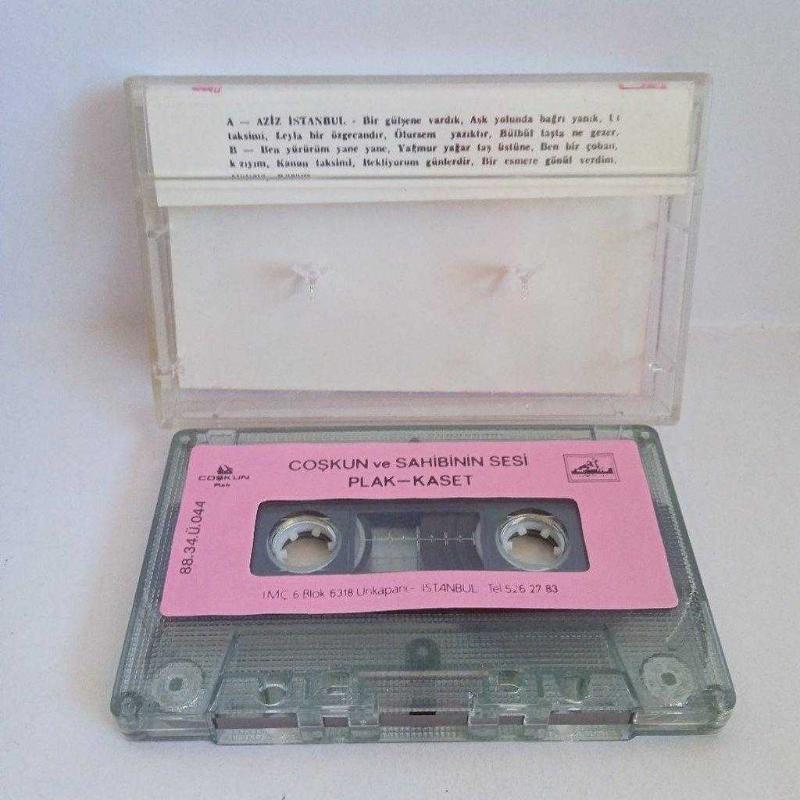 A — AZİZ İSTANBUL - Bir gülşene vardık, Aşk yolunda bağrı yanık,
taksimi, Leyla bir özgecandır, Ötursem yazıktır, Bülbül taşta ne gezer,
B — Ben yürürüm yane yane, Yağmur yağar taş üstüne, Ben bir çoban,
kızıyım, Kanun taksimi, Bekliyorum günlerdir, Bir esmere gönül verdim,
COŞKUN
Plak
COŞKUN ve SAHİBİNİN SESİ
PLAK—KASET
88.34.Ü.044
İMÇ 6 Blok 6318 Unkapanı - İSTANBUL Tel 526 27 83